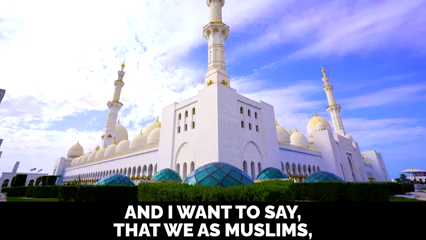 AND I WANT TO SAY,
THAT WE AS MUSLIMS,